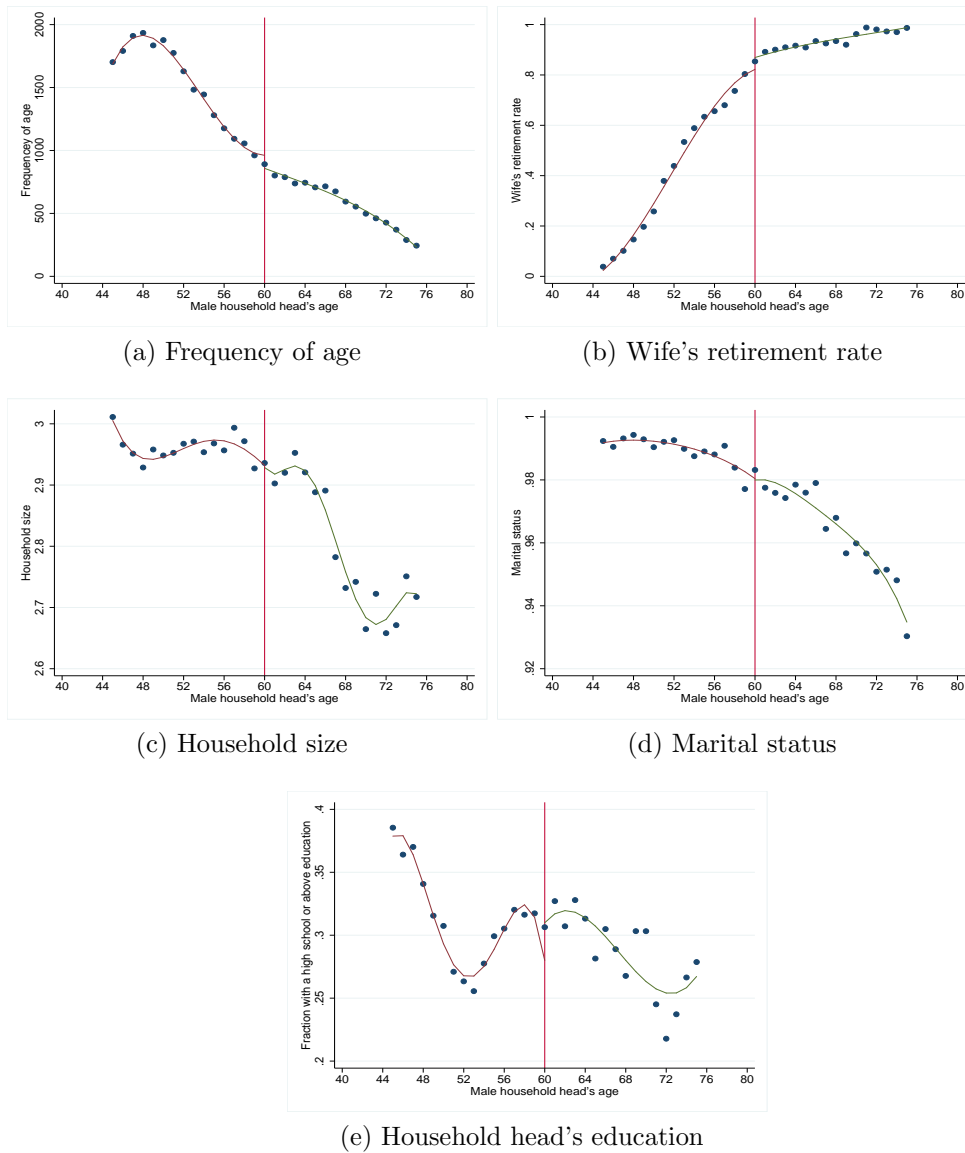 2000
1500
1000
500
0
Frequencey of age
40 44 48 52 56 60 64 68 72 76 80
Male household head's age
(a) Frequency of age
1
.8
.6
.4
.2
0
Wife's retirement rate
40 44 48 52 56 60 64 68 72 76 80
Male household head's age
(b) Wife's retirement rate
3
2.9
2.8
2.7
2.6
Household size
40 44 48 52 56 60 64 68 72 76 80
Male household head's age
(c) Household size
1
.98
.96
.94
.92
Marital status
40 44 48 52 56 60 64 68 72 76 80
Male household head's age
(d) Marital status
.4
.35
.3
.25
.2
Fraction with a high school or above education
40 44 48 52 56 60 64 68 72 76 80
Male household head's age
(e) Household head's education